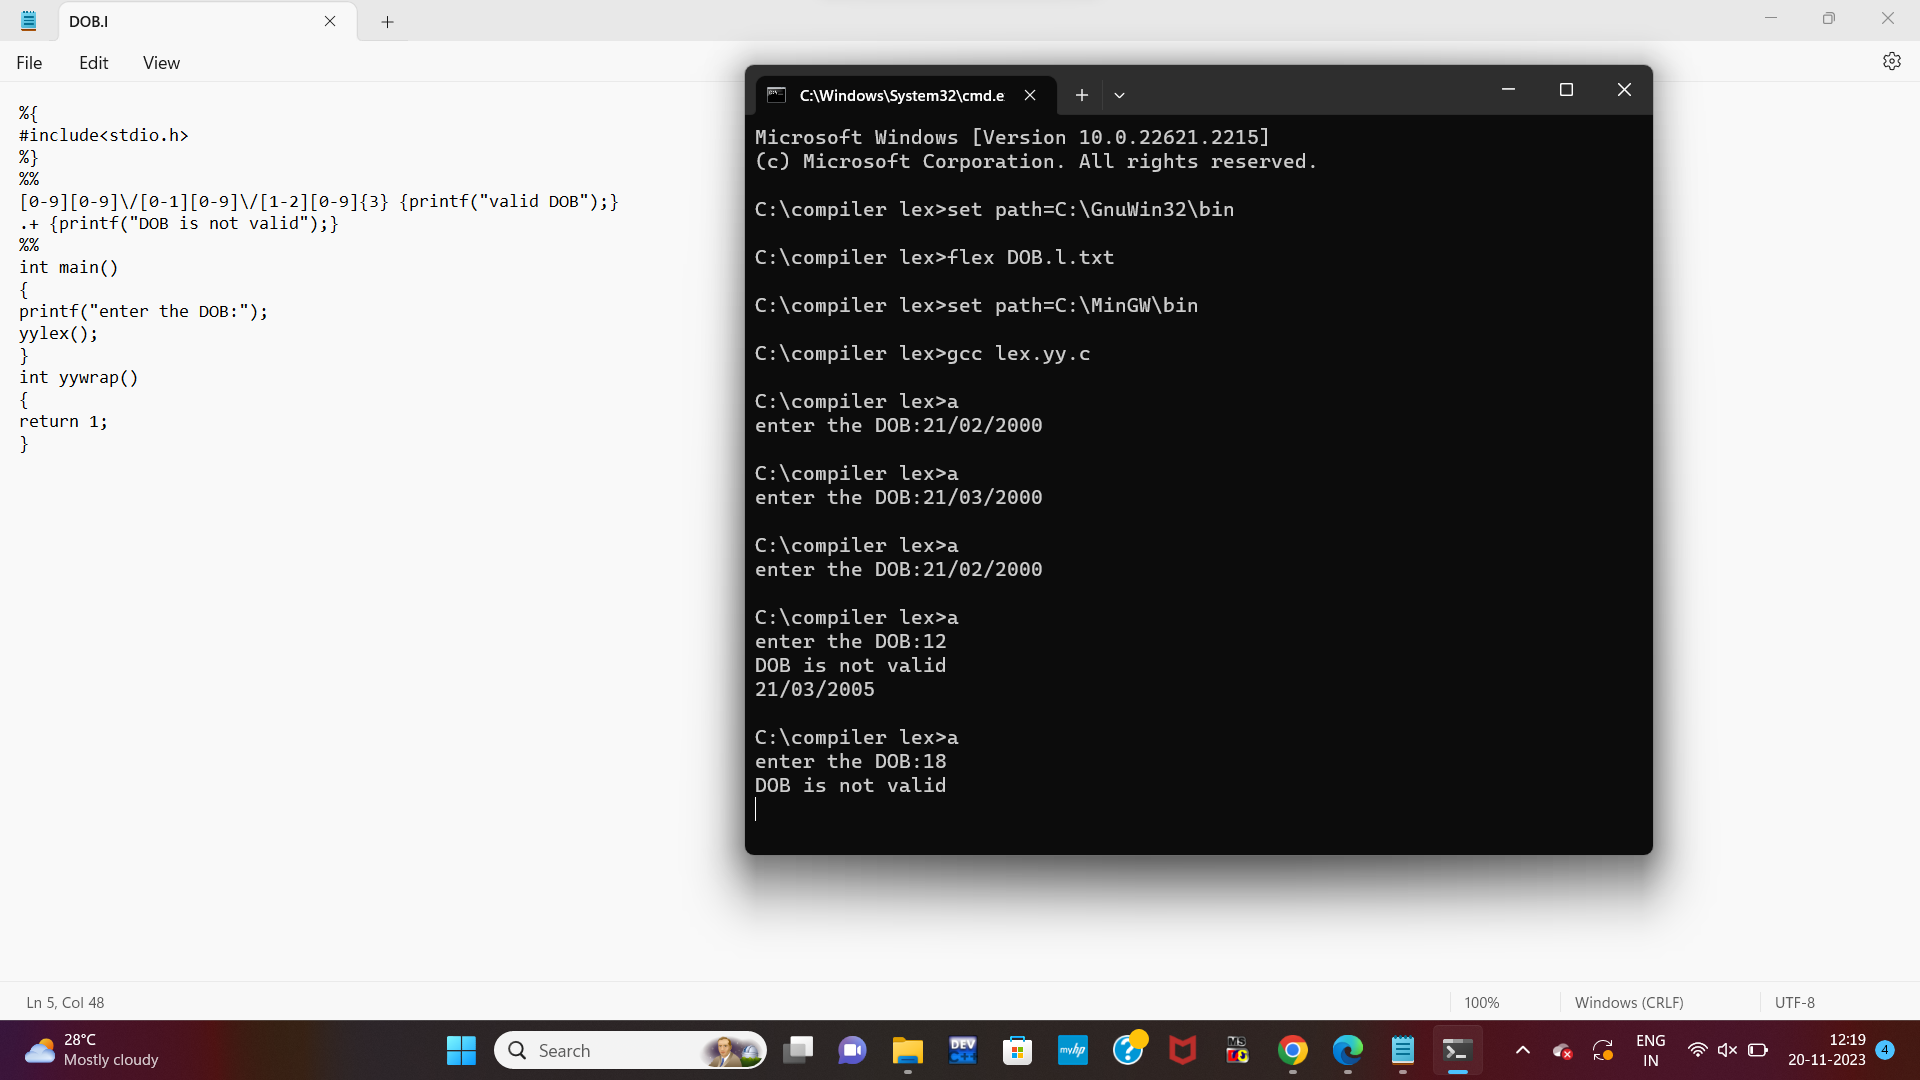 DOB.l
File Edit View
%{
#include<stdio.h>
%}
%%
[0-9][0-9]\/[0-1][0-9]\/[1-2][0-9]{3} {printf("valid DOB");}
.+ {printf("DOB is not valid");}
%%
int main()
{
printf("enter the DOB:");
yylex();
}
int yywrap()
{
return 1;
}
C:\Windows\System32\cmd.e
Microsoft Windows [Version 10.0.22621.2215]
(c) Microsoft Corporation. All rights reserved.
C:\compiler lex>set path=C:\GnuWin32\bin
C:\compiler lex>flex DOB.l.txt
C:\compiler lex>set path=C:\MinGW\bin
C:\compiler lex>gcc lex.yy.c
C:\compiler lex>a
enter the DOB:21/02/2000
C:\compiler lex>a
enter the DOB:21/03/2000
C:\compiler lex>a
enter the DOB:21/02/2000
C:\compiler lex>a
enter the DOB:12
DOB is not valid
21/03/2005
C:\compiler lex>a
enter the DOB:18
DOB is not valid
Ln 5, Col 48
100%
Windows (CRLF)
UTF-8
28°C
Mostly cloudy
Search
DEV
C++
myhp
MS
ENG
IN
12:19
20-11-2023
4